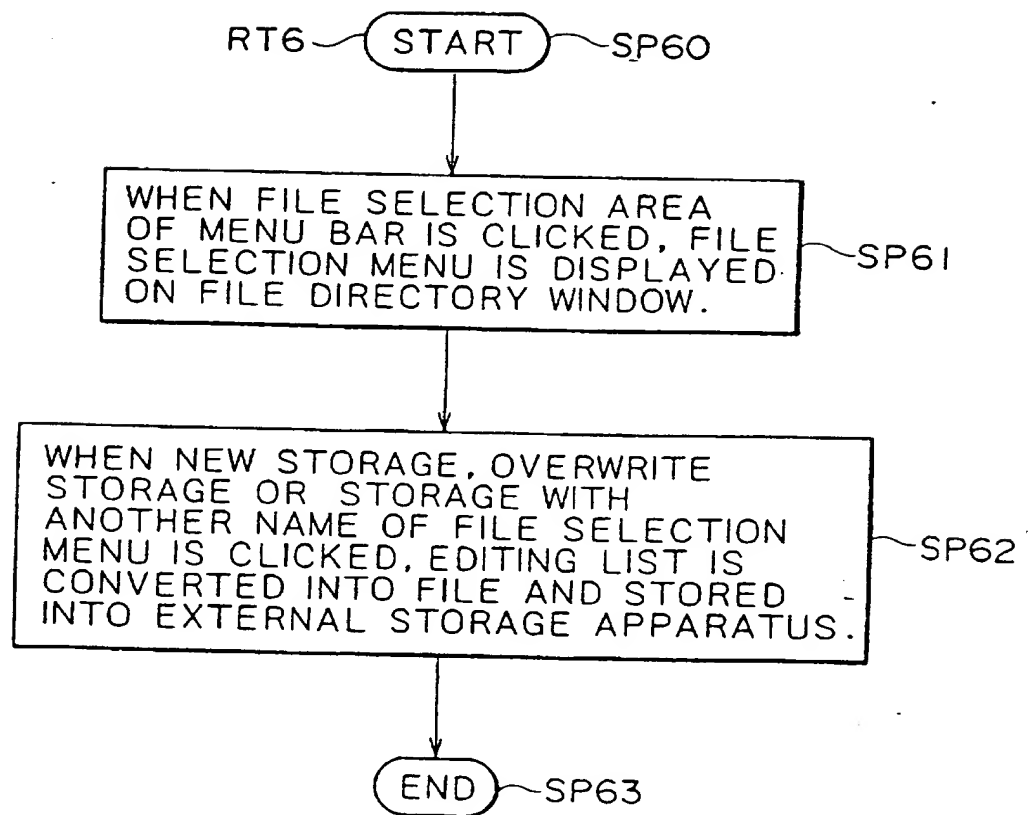 RT6 START SP60
WHEN FILE SELECTION AREA
OF MENU BAR IS CLICKED, FILE
SELECTION MENU IS DISPLAYED
ON FILE DIRECTORY WINDOW.
SP61
WHEN NEW STORAGE, OVERWRITE
STORAGE OR STORAGE WITH
ANOTHER NAME OF FILE SELECTION
MENU IS CLICKED, EDITING LIST IS
CONVERTED INTO FILE AND STORED
INTO EXTERNAL STORAGE APPARATUS.
SP62
END SP63